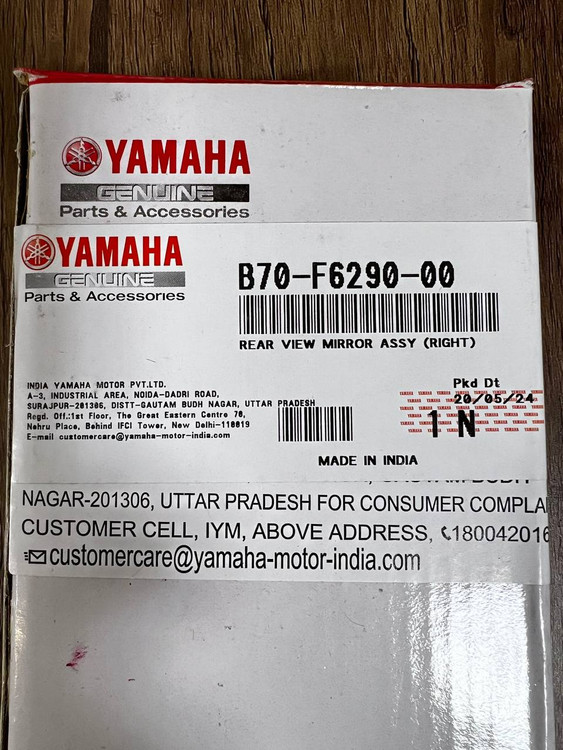 YAMAHA
GENUINE
Parts & Accessories
YAMAHA
GENUINE
Parts & Accessories
B70-F6290-00
REAR VIEW MIRROR ASSY (RIGHT)
INDIA YAMAHA MOTOR PVT.LTD.
A-3, INDUSTRIAL AREA, NOIDA-DADRI ROAD,
SURAJPUR-201306, DISTT-GAUTAM BUDH NAGAR, UTTAR PRADESH
Regd. Off.:1st Floor, The Great Eastern Centre 70,
Nehru Place, Behind IFCI Tower, New Delhi-110019
E-mail customercare@yamaha-motor-india.com
Pkd Dt
20/05/24
1 N
MADE IN INDIA
NAGAR-201306, UTTAR PRADESH FOR CONSUMER COMPLA
CUSTOMER CELL, IYM, ABOVE ADDRESS, 180042016
customercare@yamaha-motor-india.com